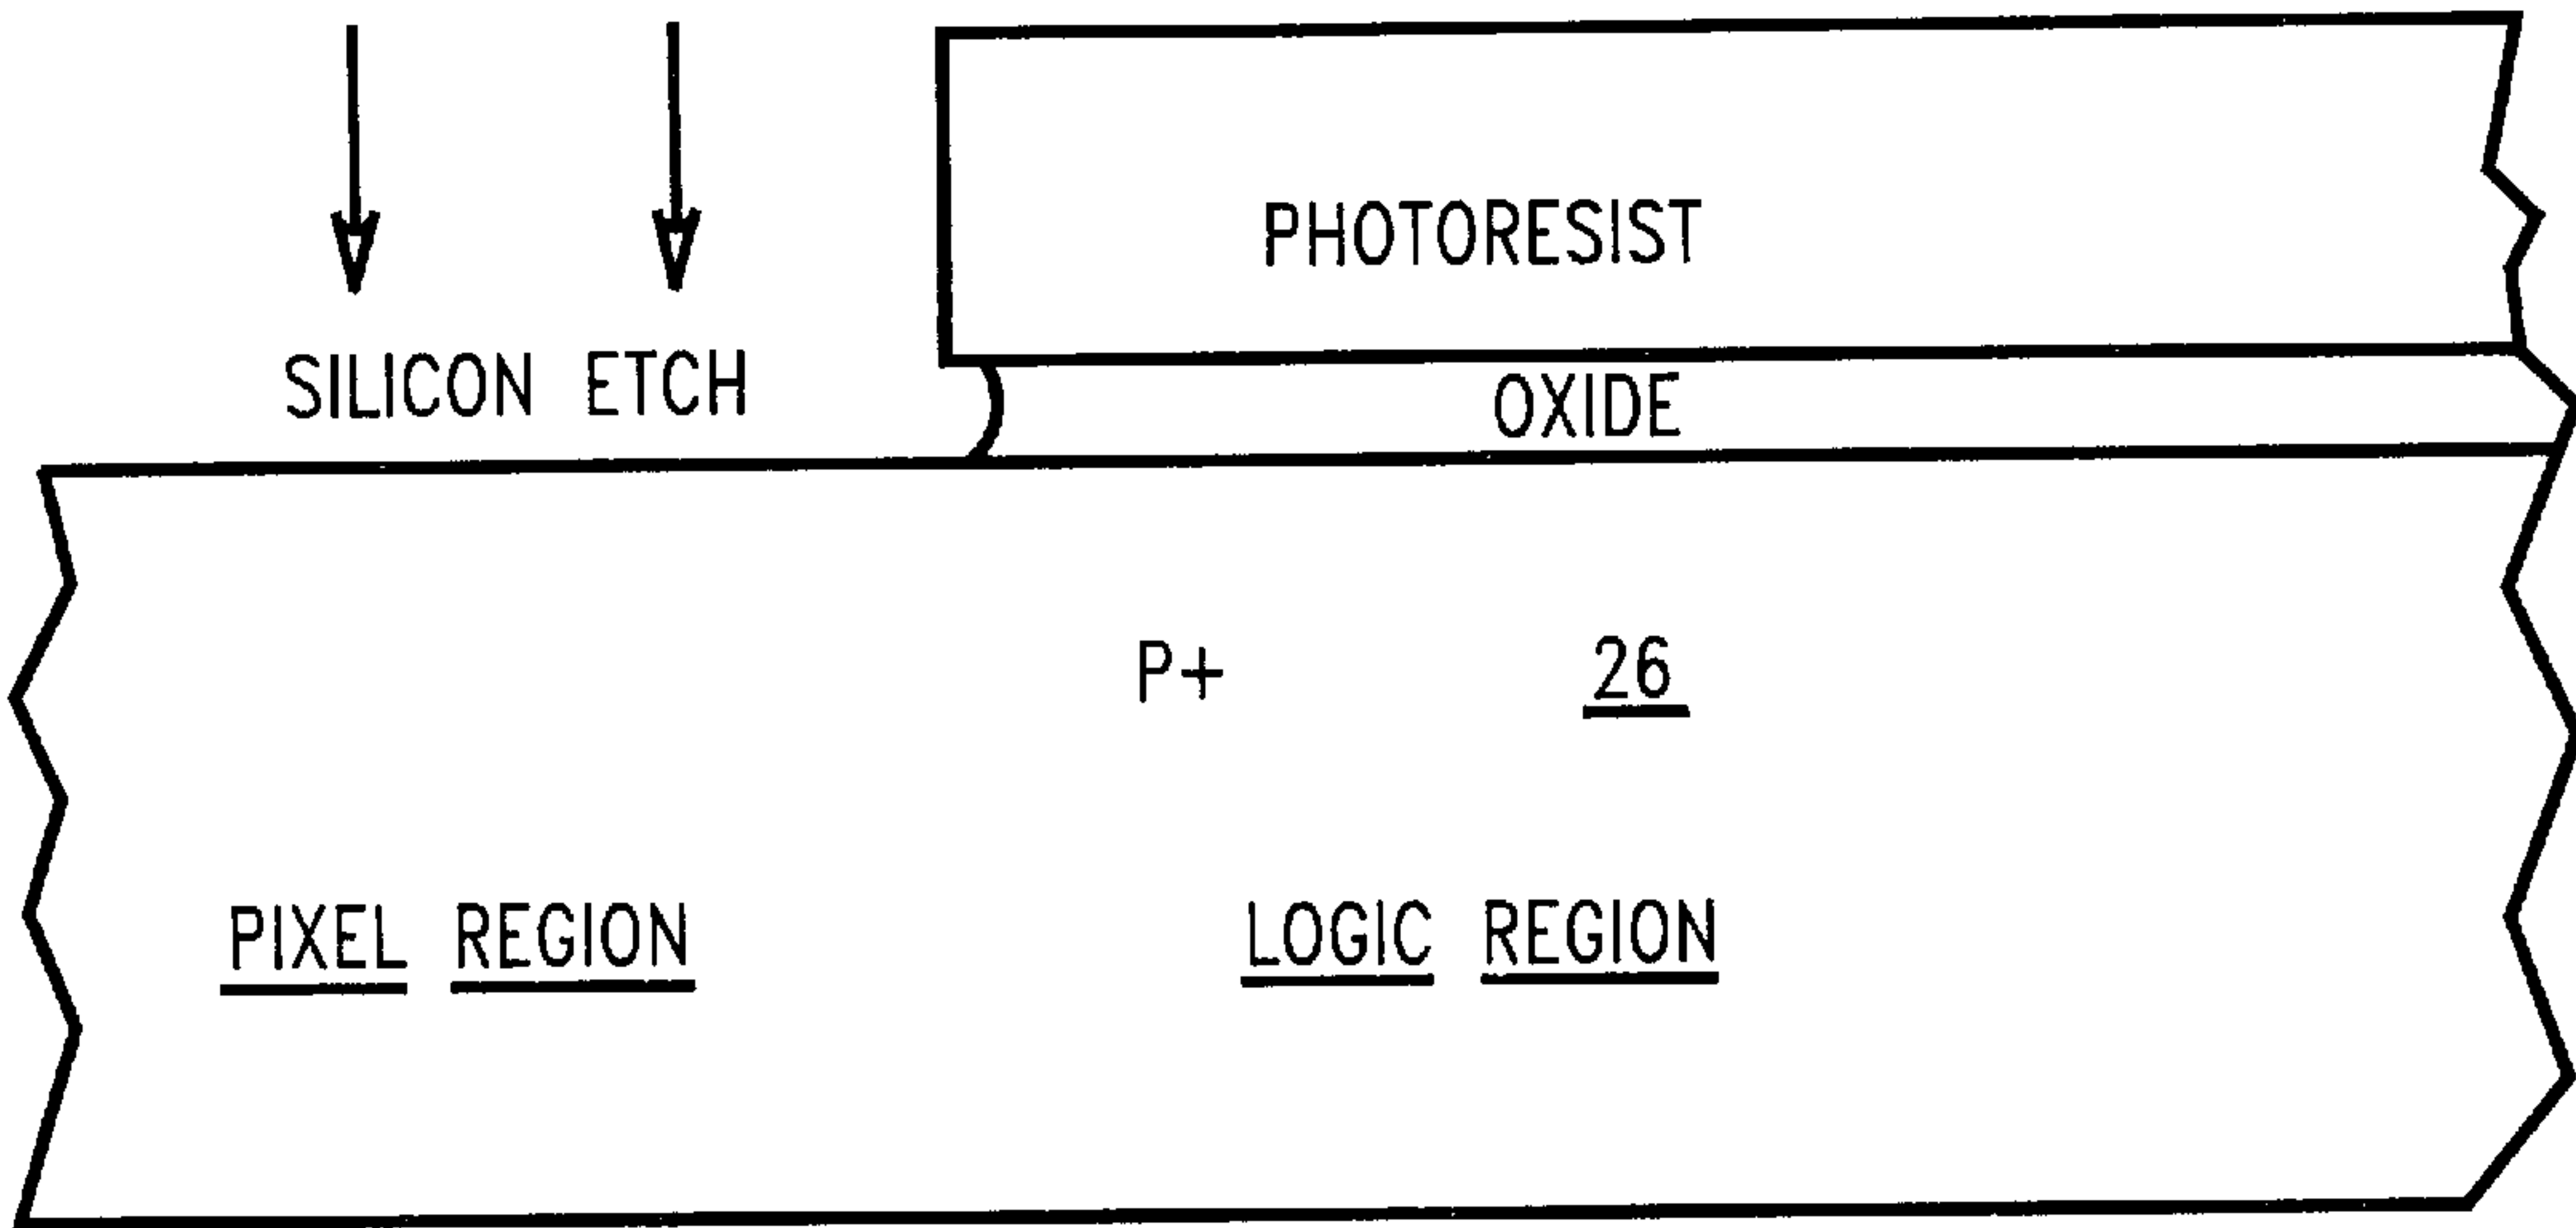 PHOTORESIST
SILICON ETCH
OXIDE
P+ 26
PIXEL REGION LOGIC REGION